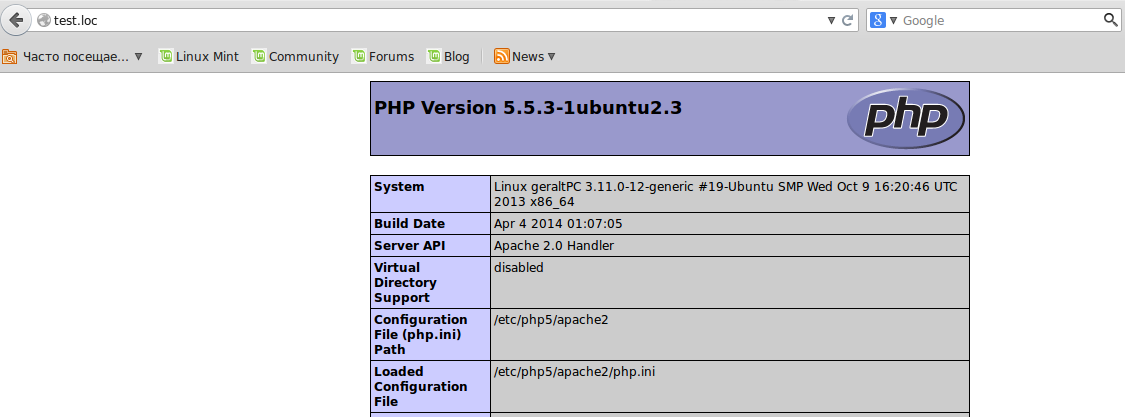 test.loc
Google
Часто посещае... Linux Mint Community Forums Blog News
PHP Version 5.5.3-1ubuntu2.3
php
System
Linux geraltPC 3.11.0-12-generic #19-Ubuntu SMP Wed Oct 9 16:20:46 UTC
2013 x86_64
Build Date
Apr 4 2014 01:07:05
Server API
Apache 2.0 Handler
Virtual
Directory
Support
disabled
Configuration
File (php.ini)
Path
/etc/php5/apache2
Loaded
Configuration
File
/etc/php5/apache2/php.ini